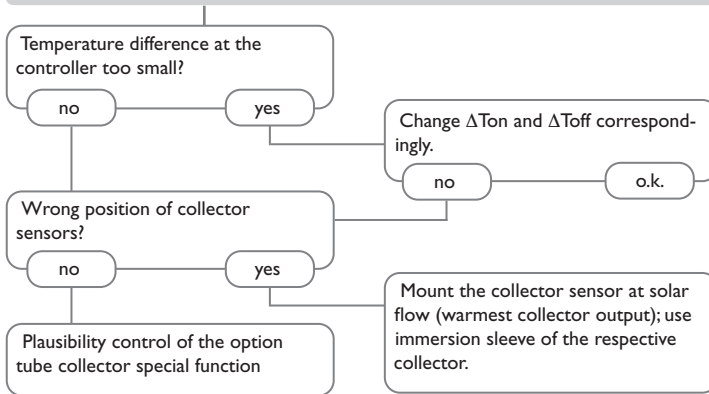 Temperature difference at the
controller too small?
no
yes
Change ΔTon and ΔToff correspond-
ingly.
no
o.k.
Wrong position of collector
sensors?
no
yes
Mount the collector sensor at solar
flow (warmest collector output); use
immersion sleeve of the respective
collector.
Plausibility control of the option
tube collector special function